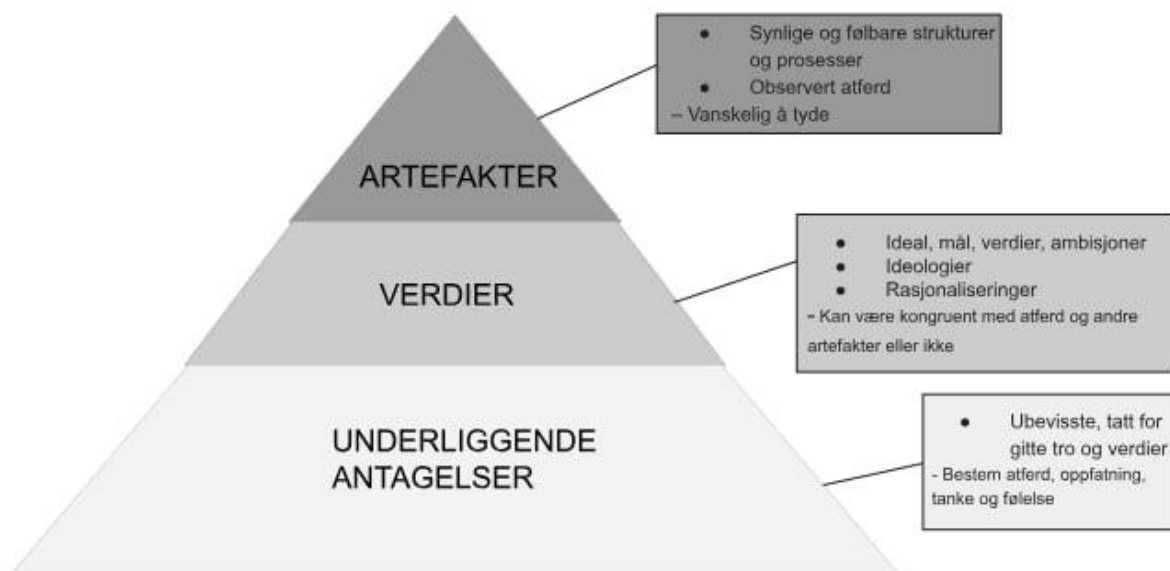 ● Synlige og følbare strukturer
og prosesser
● Observert atferd
– Vanskelig å tyde
ARTEFAKTER
● Ideal, mål, verdier, ambisjoner
● Ideologier
● Rasjonaliseringer
– Kan være kongruent med atferd og andre
artefakter eller ikke
VERDIER
● Ubevisste, tatt for
gitte tro og verdier
- Bestem atferd, oppfatning,
tanke og følelse
UNDERLIGGENDE
ANTAGELSER